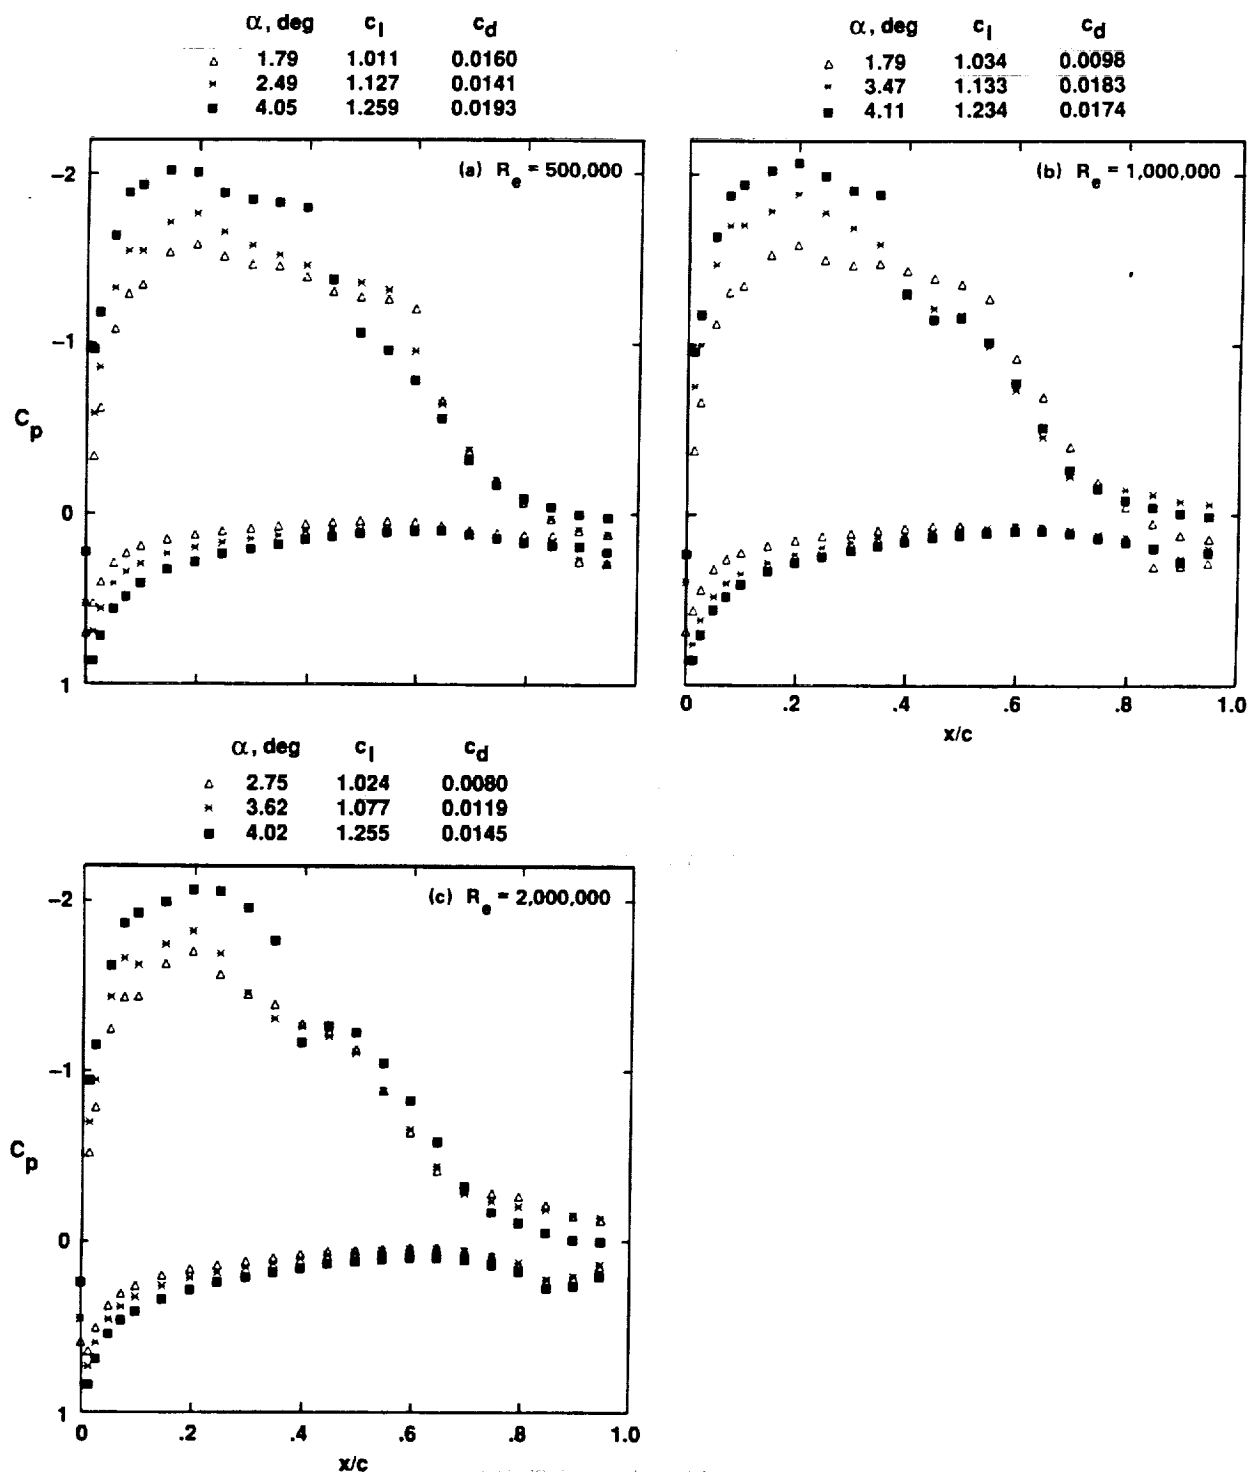 α, deg c_l c_d
△ 1.79 1.011 0.0160
× 2.49 1.127 0.0141
■ 4.05 1.259 0.0193
(a) R_e = 500,000
−2
−1
0
1
C_p
α, deg c_l c_d
△ 1.79 1.034 0.0098
× 3.47 1.133 0.0183
■ 4.11 1.234 0.0174
(b) R_e = 1,000,000
0 .2 .4 .6 .8 1.0
x/c
α, deg c_l c_d
△ 2.75 1.024 0.0080
× 3.62 1.077 0.0119
■ 4.02 1.255 0.0145
(c) R_e = 2,000,000
−2
−1
0
1
C_p
0 .2 .4 .6 .8 1.0
x/c